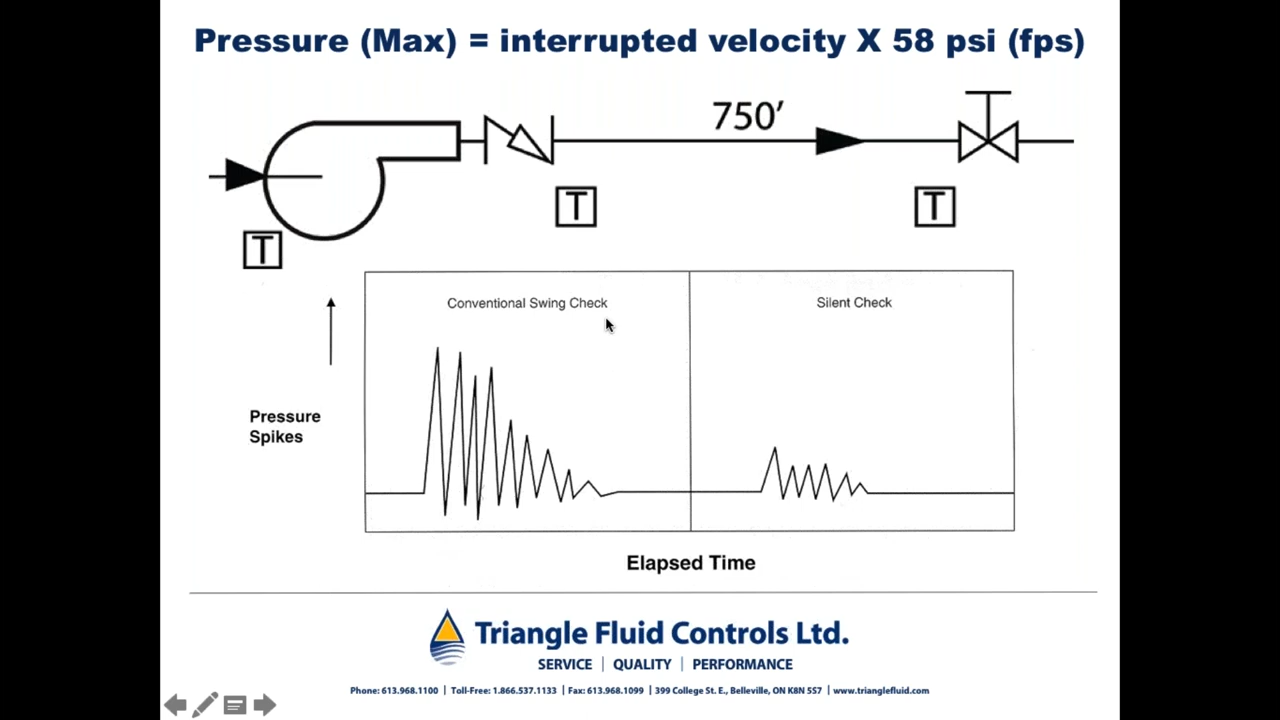 Pressure (Max) = interrupted velocity X 58 psi (fps)
750’
T
T
T
Conventional Swing Check
Silent Check
Pressure
Spikes
Elapsed Time
Triangle Fluid Controls Ltd.
SERVICE | QUALITY | PERFORMANCE
Phone: 613.968.1100 | Toll-Free: 1.866.537.1133 | Fax: 613.968.1099 | 399 College St. E., Belleville, ON K8N 5S7 | www.trianglefluid.com